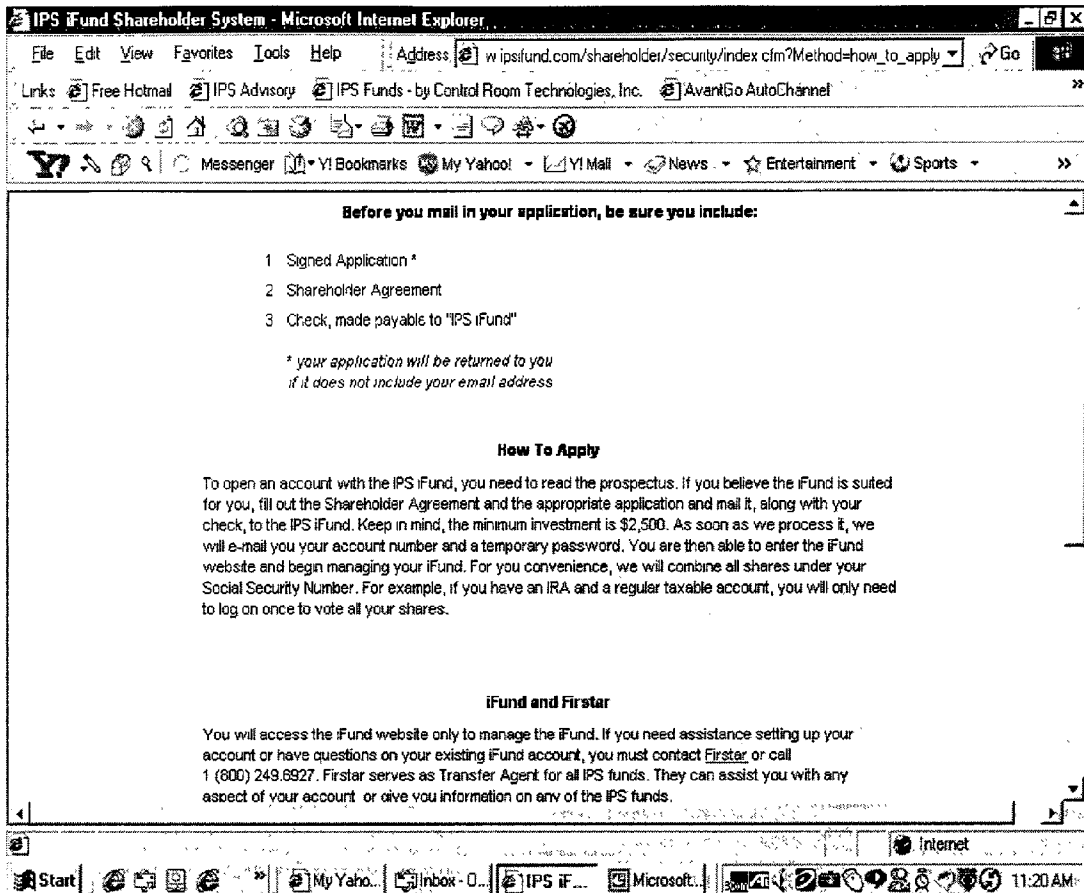 IPS iFund Shareholder System - Microsoft Internet Explorer
File Edit View Favorites Tools Help Address w ipsifund.com/shareholder/security/index cfm?Method=how_to_apply Go
Links Free Hotmail IPS Advisory IPS Funds - by Control Room Technologies, Inc. AvantGo AutoChannel »
Y! Messenger Y! Bookmarks My Yahoo! Y! Mail News Entertainment Sports »
Before you mail in your application, be sure you include:
1 Signed Application *
2 Shareholder Agreement
3 Check, made payable to "IPS iFund"
* your application will be returned to you
if it does not include your email address
How To Apply
To open an account with the IPS iFund, you need to read the prospectus. If you believe the iFund is suited
for you, fill out the Shareholder Agreement and the appropriate application and mail it, along with your
check, to the IPS iFund. Keep in mind, the minimum investment is $2,500. As soon as we process it, we
will e-mail you your account number and a temporary password. You are then able to enter the iFund
website and begin managing your iFund. For you convenience, we will combine all shares under your
Social Security Number. For example, if you have an IRA and a regular taxable account, you will only need
to log on once to vote all your shares.
iFund and Firstar
You will access the iFund website only to manage the iFund. If you need assistance setting up your
account or have questions on your existing iFund account, you must contact Firstar or call
1 (800) 249.6927. Firstar serves as Transfer Agent for all IPS funds. They can assist you with any
aspect of your account or give you information on any of the IPS funds.
Internet
Start » My Yaho... Inbox - O... IPS iF... Microsoft... 11:20 AM